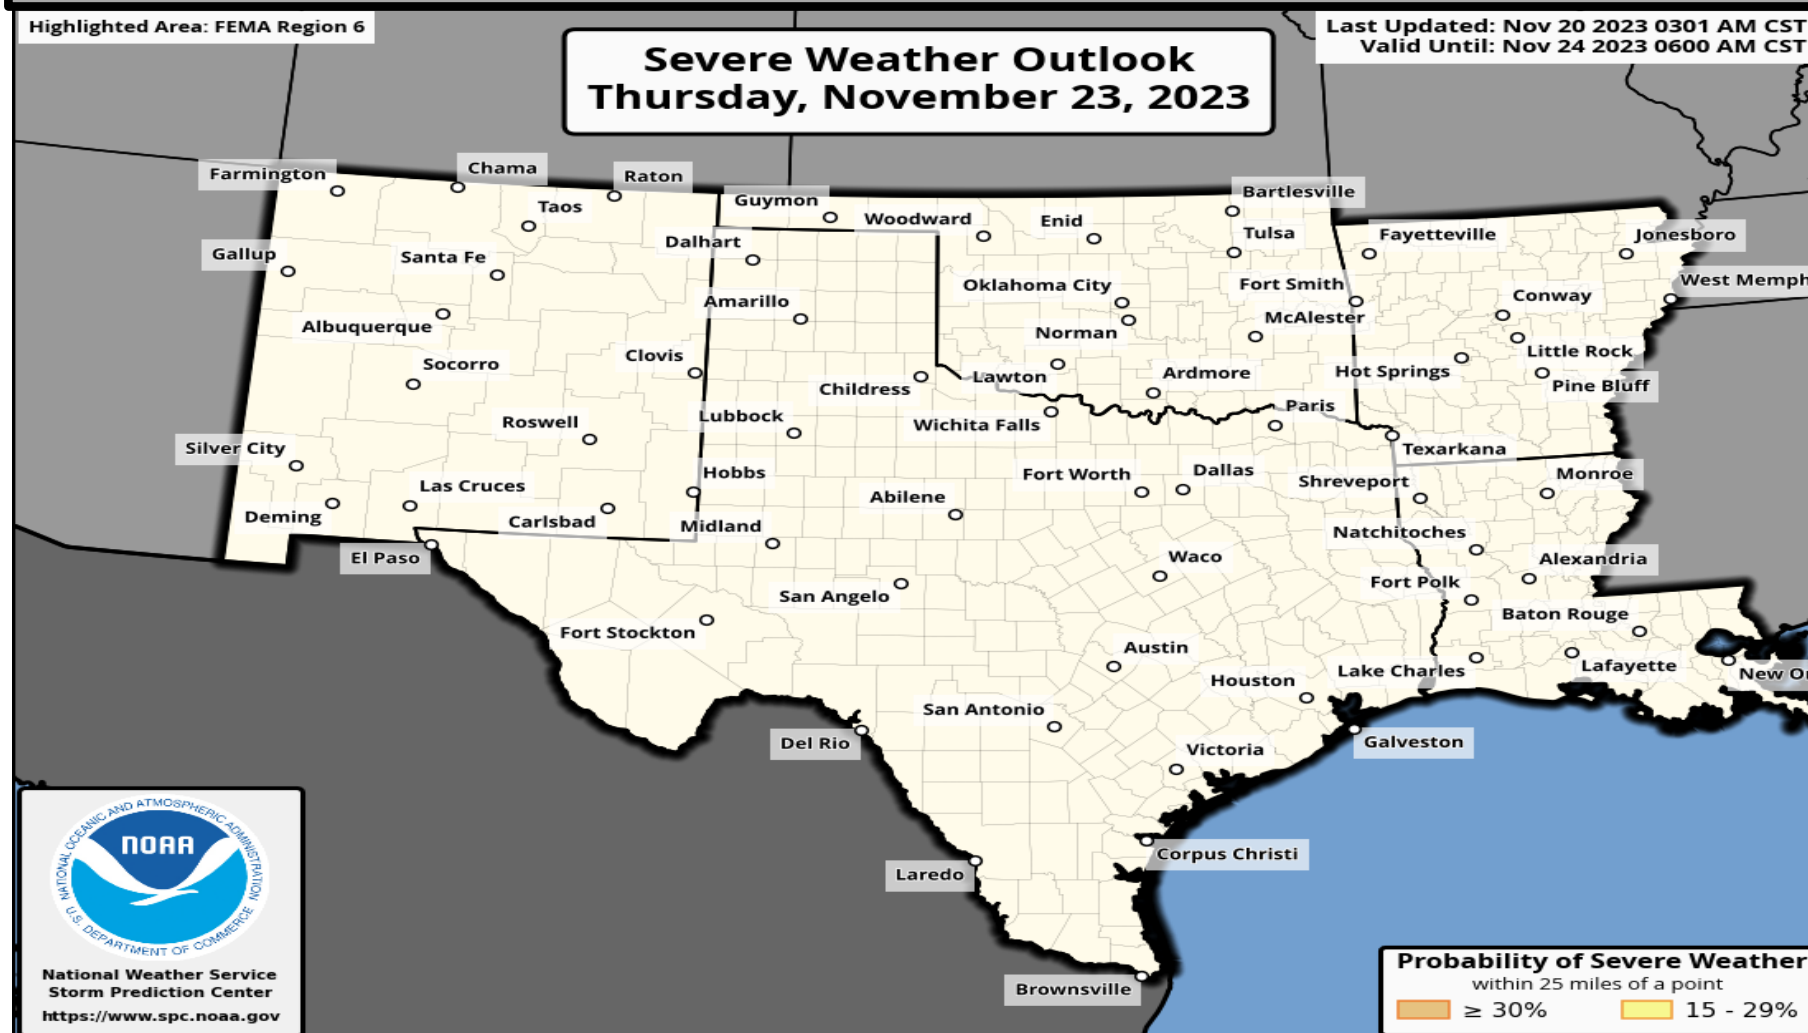 Highlighted Area: FEMA Region 6
Severe Weather Outlook
Thursday, November 23, 2023
Last Updated: Nov 20 2023 0301 AM CST
Valid Until: Nov 24 2023 0600 AM CST
Farmington
Chama
Raton
Taos
Guymon
Woodward
Enid
Bartlesville
Gallup
Santa Fe
Dalhart
Tulsa
Fayetteville
Jonesboro
Albuquerque
Amarillo
Oklahoma City
Fort Smith
Conway
West Memph
Norman
McAlester
Socorro
Clovis
Childress
Lawton
Ardmore
Hot Springs
Little Rock
Pine Bluff
Roswell
Lubbock
Wichita Falls
Paris
Texarkana
Silver City
Las Cruces
Hobbs
Abilene
Fort Worth
Dallas
Shreveport
Monroe
Deming
Carlsbad
Midland
Natchitoches
El Paso
San Angelo
Waco
Alexandria
Fort Polk
Fort Stockton
Austin
Baton Rouge
Houston
Lake Charles
Lafayette
New Or
San Antonio
Del Rio
Victoria
Galveston
Laredo
Corpus Christi
Brownsville
NATIONAL OCEANIC AND ATMOSPHERIC ADMINISTRATION
NOAA
U.S. DEPARTMENT OF COMMERCE
National Weather Service
Storm Prediction Center
https://www.spc.noaa.gov
Probability of Severe Weather
within 25 miles of a point
≥ 30%
15 - 29%